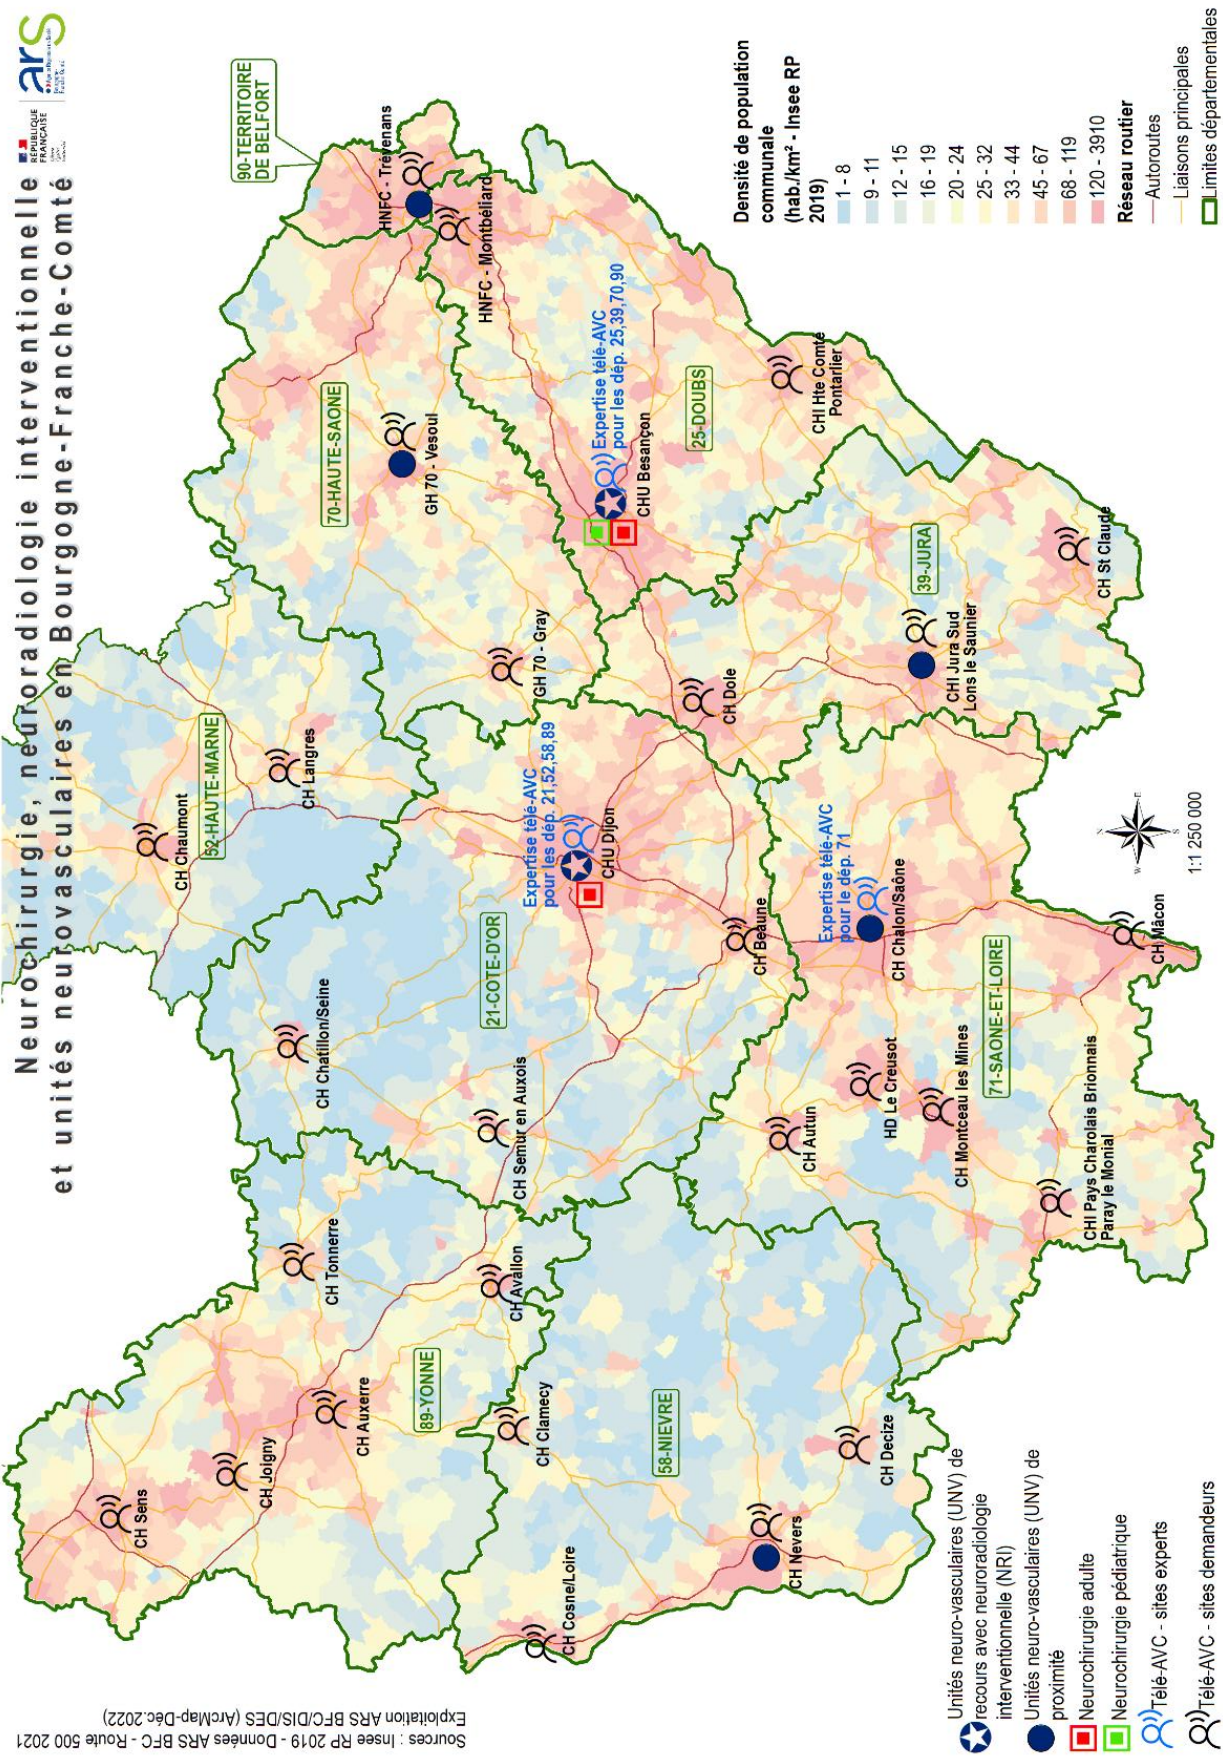 Neurochirurgie, neuroradiologie interventionnelle
et unités neurovasculaires en Bourgogne-Franche-Comté
RÉPUBLIQUE
FRANÇAISE
ars
90-TERRITOIRE
DE BELFORT
HNFC - Trévenans
HNFC - Montbéliard
70-HAUTE-SAONE
GH 70 - Vesoul
GH 70 - Gray
Expertise télé-AVC
pour les dép. 25,39,70,90
CHU Besançon
25-DOUBS
CHI Hte Comté
Pontarlier
39-JURA
CH St Claude
CHI Jura Sud
Lons le Saunier
CH Dole
52-HAUTE-MARNE
CH Chaumont
CH Langres
Expertise télé-AVC
pour les dép. 21,52,58,89
CHU Dijon
21-COTE-D'OR
CH Beaune
CH Chatillon/Seine
CH Semur en Auxois
Expertise télé-AVC
pour le dép. 71
CH Chalon/Saône
71-SAONE-ET-LOIRE
CH Mâcon
HD Le Creusot
CH Montceau les Mines
CH Autun
CHI Pays Charolais Brionnais
Paray le Monial
CH Tonnerre
CH Avallon
89-YONNE
CH Auxerre
CH Joigny
CH Sens
CH Clamecy
58-NIEVRE
CH Decize
CH Nevers
CH Cosne/Loire
Densité de population
communale
(hab./km² - Insee RP
2019)
1 - 8
9 - 11
12 - 15
16 - 19
20 - 24
25 - 32
33 - 44
45 - 67
68 - 119
120 - 3910
Réseau routier
Autoroutes
Liaisons principales
Limites départementales
N
E
S
W
1:1 250 000
Unités neuro-vasculaires (UNV) de
recours avec neuroradiologie
interventionnelle (NRI)
Unités neuro-vasculaires (UNV) de
proximité
Neurochirurgie adulte
Neurochirurgie pédiatrique
Télé-AVC - sites experts
Télé-AVC - sites demandeurs
Sources : Insee RP 2019 - Données ARS BFC - Route 500 2021
Exploitation ARS BFC/DIS/DES (ArcMap-Déc.2022)